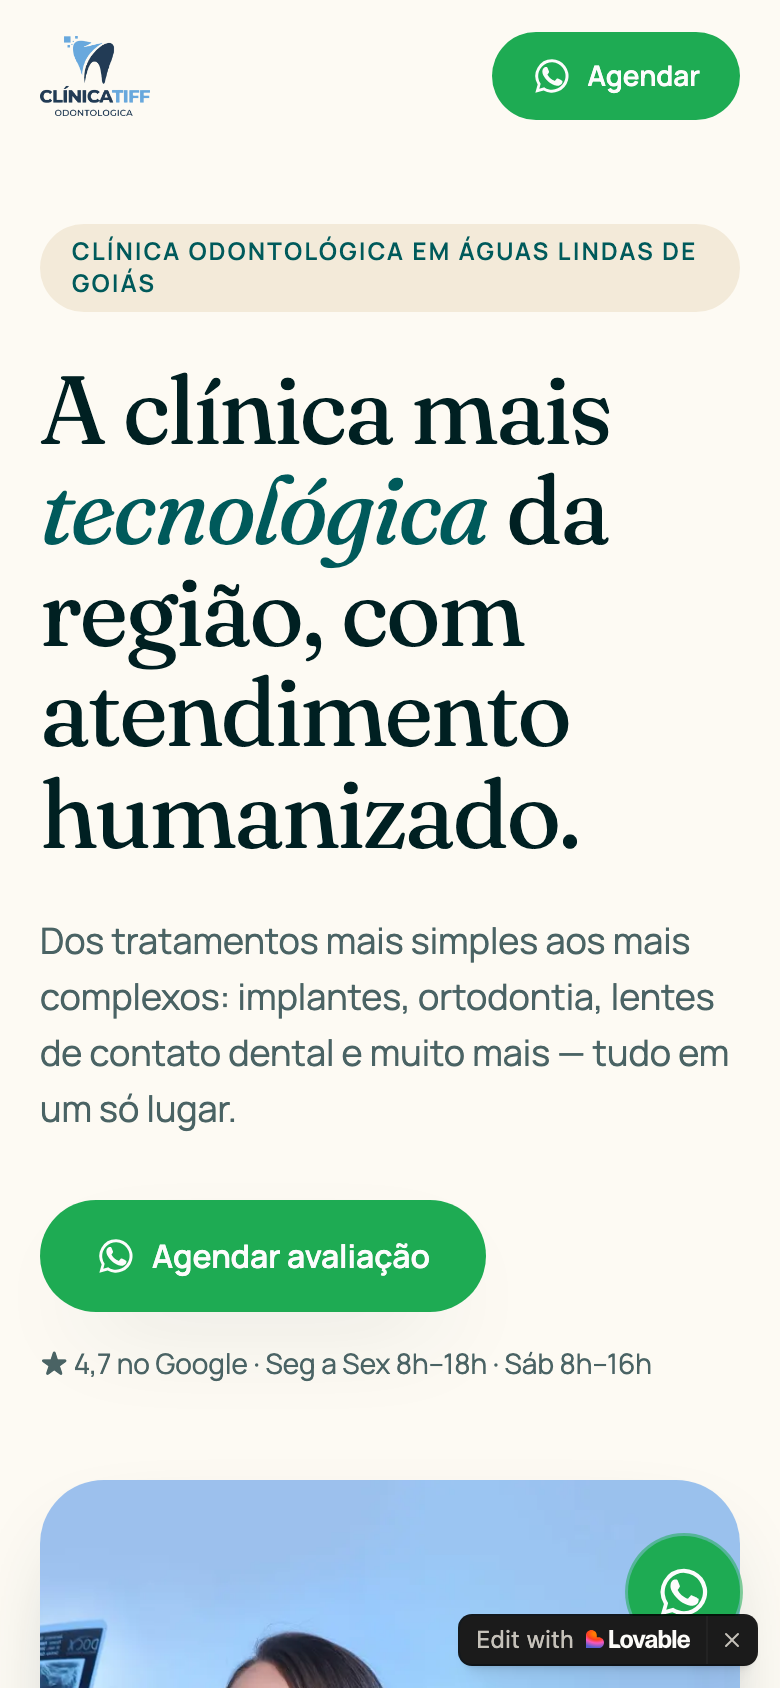 CLÍNICATIFF
ODONTOLOGICA
Agendar
CLÍNICA ODONTOLÓGICA EM ÁGUAS LINDAS DE
GOIÁS
A clínica mais
tecnológica da
região, com
atendimento
humanizado.
Dos tratamentos mais simples aos mais
complexos: implantes, ortodontia, lentes
de contato dental e muito mais — tudo em
um só lugar.
Agendar avaliação
★ 4,7 no Google · Seg a Sex 8h–18h · Sáb 8h–16h
Edit with Lovable